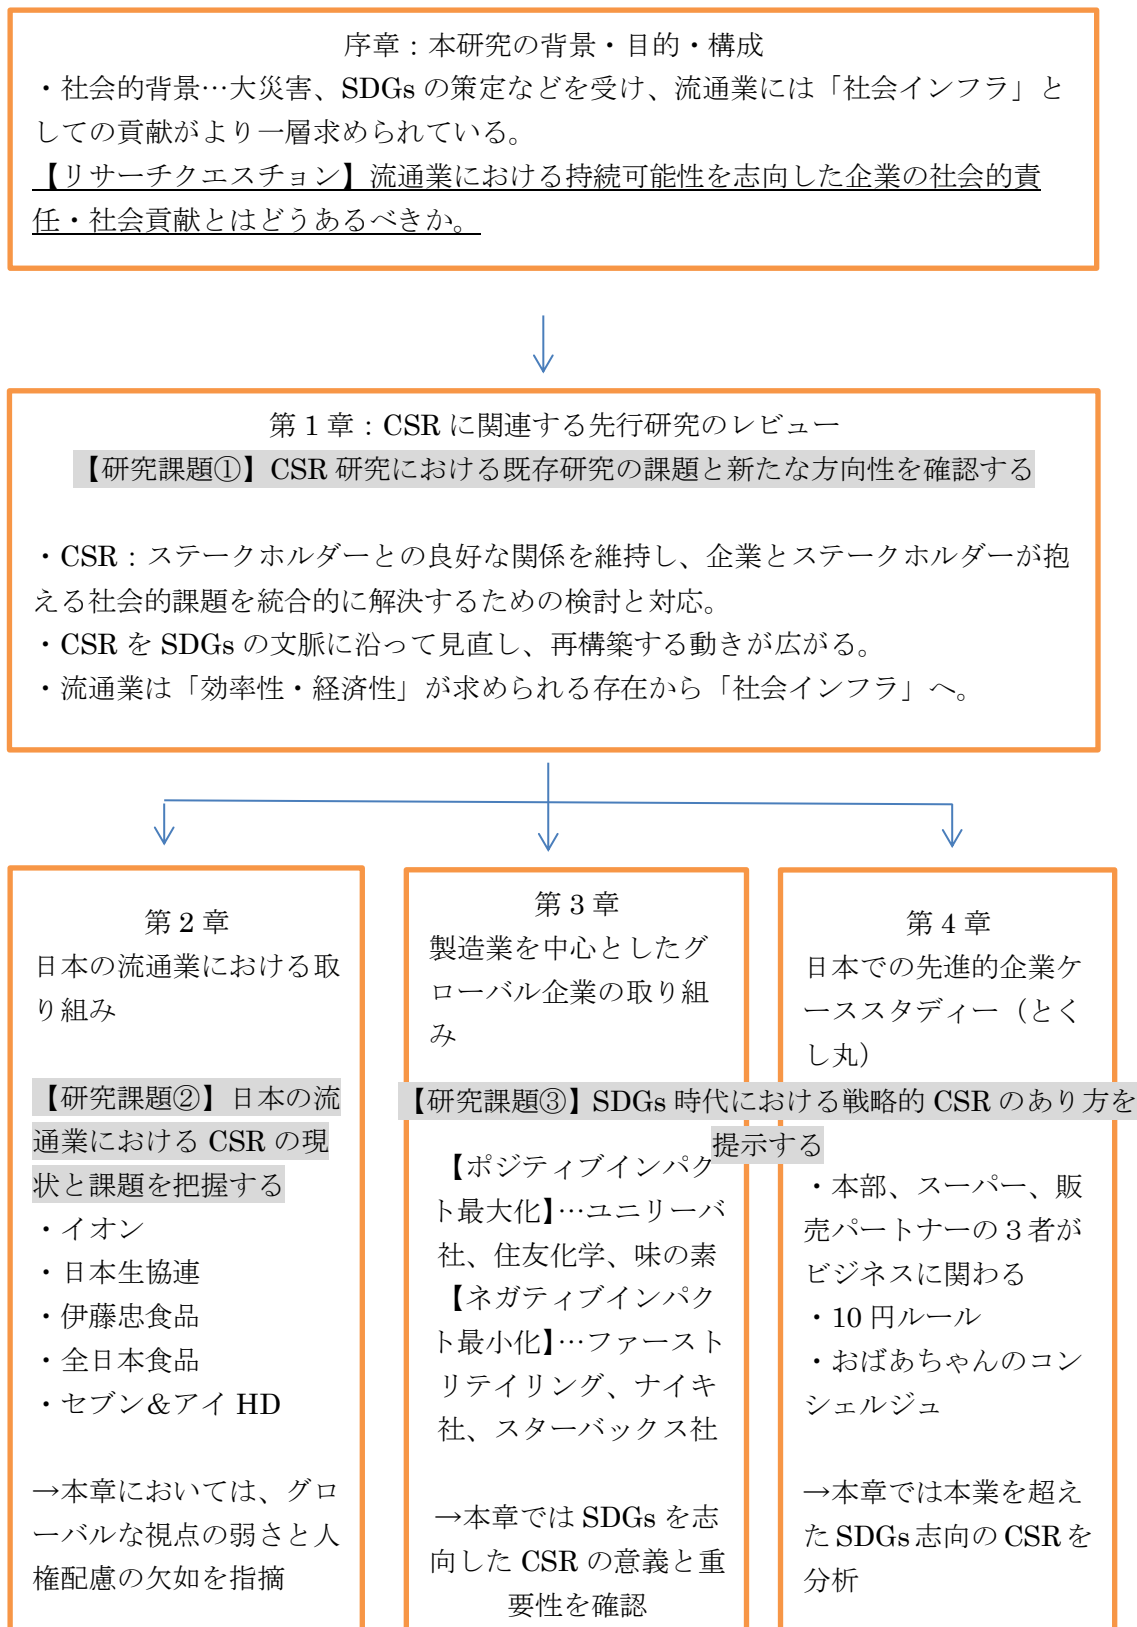 序章：本研究の背景・目的・構成
・社会的背景…大災害、SDGs の策定などを受け、流通業には「社会インフラ」と
しての貢献がより一層求められている。
【リサーチクエスチョン】流通業における持続可能性を志向した企業の社会的責
任・社会貢献とはどうあるべきか。
第 1 章：CSR に関連する先行研究のレビュー
【研究課題①】CSR 研究における既存研究の課題と新たな方向性を確認する
・CSR：ステークホルダーとの良好な関係を維持し、企業とステークホルダーが抱
える社会的課題を統合的に解決するための検討と対応。
・CSR を SDGs の文脈に沿って見直し、再構築する動きが広がる。
・流通業は「効率性・経済性」が求められる存在から「社会インフラ」へ。
第 2 章
日本の流通業における取
り組み
【研究課題②】日本の流
通業における CSR の現
状と課題を把握する
・イオン
・日本生協連
・伊藤忠食品
・全日本食品
・セブン＆アイ HD
→本章においては、グロ
ーバルな視点の弱さと人
権配慮の欠如を指摘
第 3 章
製造業を中心としたグ
ローバル企業の取り組
み
【研究課題③】SDGs 時代における戦略的 CSR のあり方を
提示する
【ポジティブインパク
ト最大化】…ユニリーバ
社、住友化学、味の素
【ネガティブインパク
ト最小化】…ファースト
リテイリング、ナイキ
社、スターバックス社
→本章では SDGs を志
向した CSR の意義と重
要性を確認
第 4 章
日本での先進的企業ケ
ーススタディー（とく
し丸）
・本部、スーパー、販
売パートナーの３者が
ビジネスに関わる
・10 円ルール
・おばあちゃんのコン
シェルジュ
→本章では本業を超え
た SDGs 志向の CSR を
分析